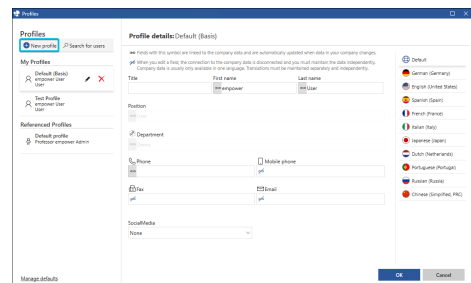 Profiles
Profiles
New profile
Search for users
My Profiles
Default (Basis)
empower User
User
Test Profile
empower User
User
Referenced Profiles
Default profile
Professor empower Admin
Manage defaults
Profile details: Default (Basis)
Fields with this symbol are linked to the company data and are automatically updated when data in your company changes.
When you edit a field, the connection to the company data is disconnected and you must maintain the data independently.
Company data is usually only available in one language. Translations must be maintained separately and independently.
Title
First name
Last name
empower
User
Position
User
Department
Phone
Mobile phone
Fax
Email
SocialMedia
None
Default
German (Germany)
English (United States)
Spanish (Spain)
French (France)
Italian (Italy)
Japanese (Japan)
Dutch (Netherlands)
Portuguese (Portugal)
Russian (Russia)
Chinese (Simplified, PRC)
OK
Cancel